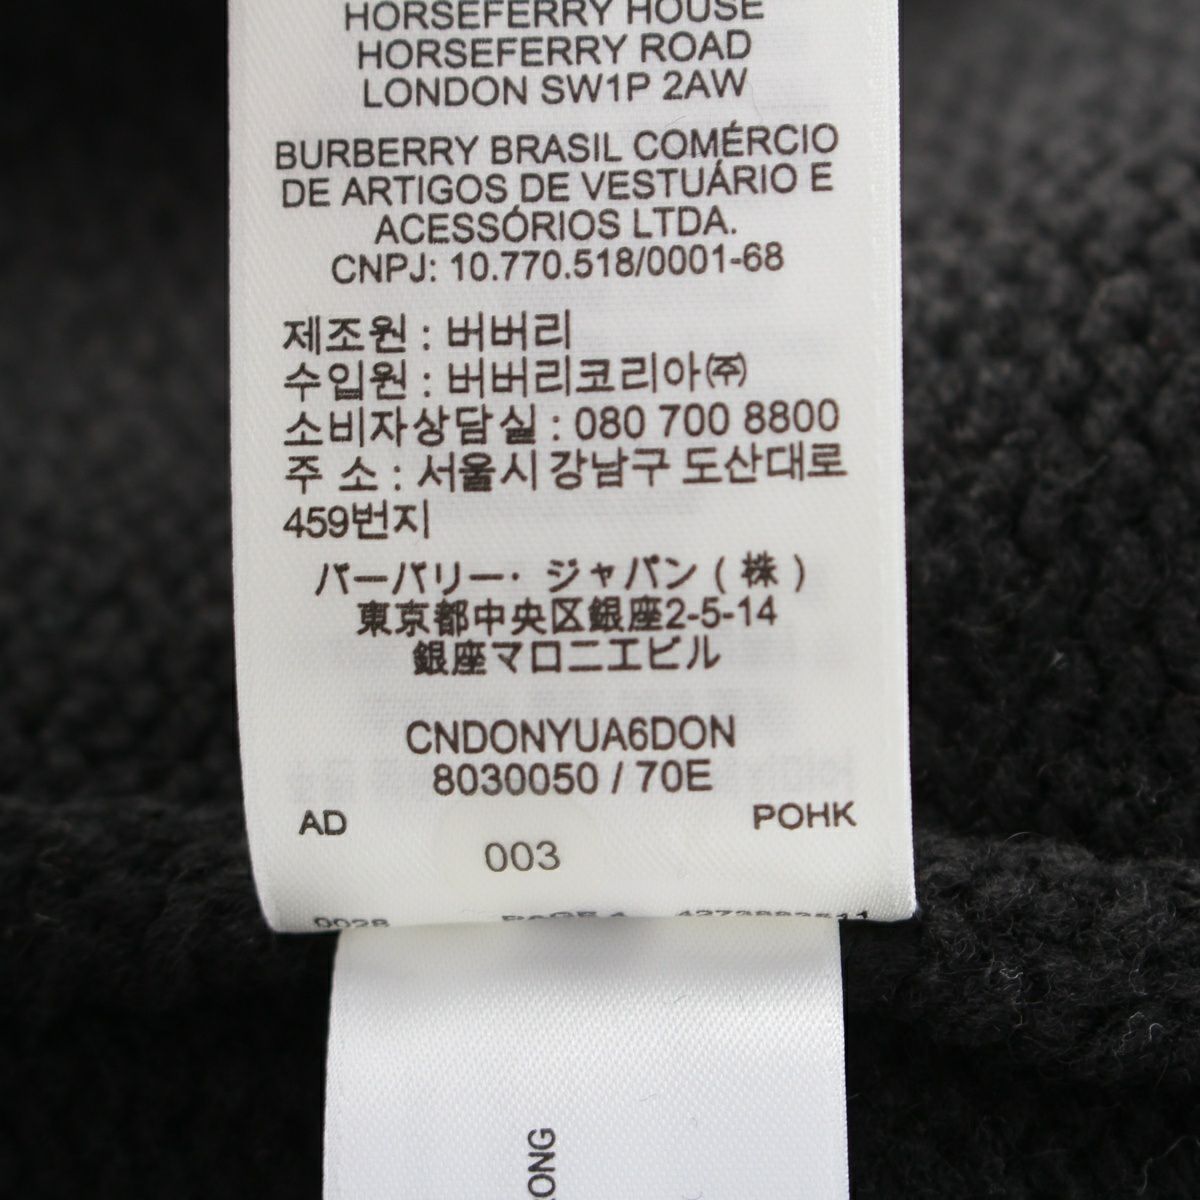 HORSEFERRY HOUSE
HORSEFERRY ROAD
LONDON SW1P 2AW
BURBERRY BRASIL COMÉRCIO
DE ARTIGOS DE VESTUÁRIO E
ACESSÓRIOS LTDA.
CNPJ: 10.770.518/0001-68
제조원 : 버버리
수입원 : 버버리코리아㈜
소비자상담실 : 080 700 8800
주 소 : 서울시 강남구 도산대로
459번지
バーバリー・ジャパン ( 株 )
東京都中央区銀座2-5-14
銀座マロニエビル
CNDONYUA6DON
8030050 / 70E
AD POHK
003
0028 PAGE